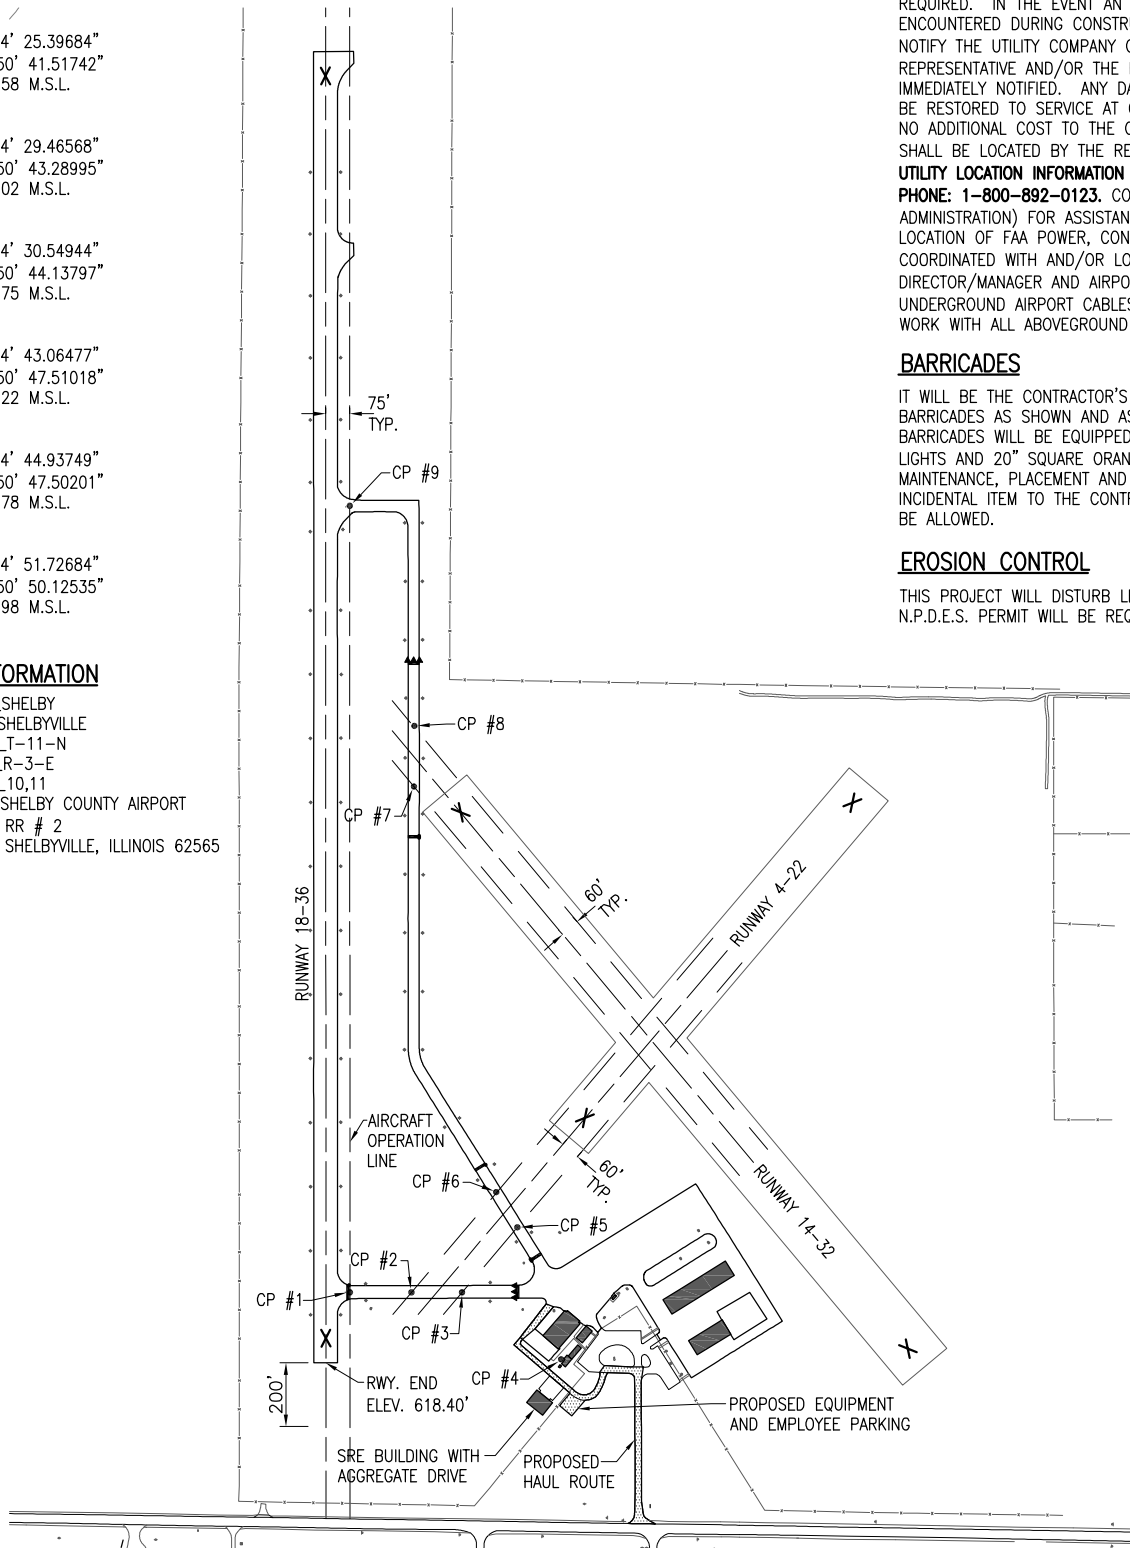 4' 25.39684"
50' 41.51742"
58 M.S.L.
4' 29.46568"
50' 43.28995"
02 M.S.L.
4' 30.54944"
50' 44.13797"
75 M.S.L.
4' 43.06477"
50' 47.51018"
22 M.S.L.
4' 44.93749"
50' 47.50201"
78 M.S.L.
4' 51.72684"
50' 50.12535"
98 M.S.L.
FORMATION
SHELBY
SHELBYVILLE
T-11-N
R-3-E
10,11
SHELBY COUNTY AIRPORT
RR # 2
SHELBYVILLE, ILLINOIS 62565
REQUIRED. IN THE EVENT AN
ENCOUNTERED DURING CONSTR
NOTIFY THE UTILITY COMPANY
REPRESENTATIVE AND/OR THE
IMMEDIATELY NOTIFIED. ANY DA
BE RESTORED TO SERVICE AT
NO ADDITIONAL COST TO THE
SHALL BE LOCATED BY THE RE
UTILITY LOCATION INFORMATION
PHONE: 1-800-892-0123. CO
ADMINISTRATION) FOR ASSISTAN
LOCATION OF FAA POWER, CON
COORDINATED WITH AND/OR LO
DIRECTOR/MANAGER AND AIRPO
UNDERGROUND AIRPORT CABLES
WORK WITH ALL ABOVEGROUND
BARRICADES
IT WILL BE THE CONTRACTOR'S
BARRICADES AS SHOWN AND AS
BARRICADES WILL BE EQUIPPED
LIGHTS AND 20" SQUARE ORAN
MAINTENANCE, PLACEMENT AND
INCIDENTAL ITEM TO THE CONTR
BE ALLOWED.
EROSION CONTROL
THIS PROJECT WILL DISTURB L
N.P.D.E.S. PERMIT WILL BE REQ
X
75'
TYP.
CP #9
CP #8
CP #7
X
X
60'
TYP.
RUNWAY 4-22
RUNWAY 18-36
AIRCRAFT
OPERATION
LINE
X
60'
TYP.
CP #6
RUNWAY 14-32
CP #5
CP #2
CP #1
CP #3
X
X
CP #4
200'
RWY. END
ELEV. 618.40'
PROPOSED EQUIPMENT
AND EMPLOYEE PARKING
SRE BUILDING WITH
AGGREGATE DRIVE
PROPOSED
HAUL ROUTE